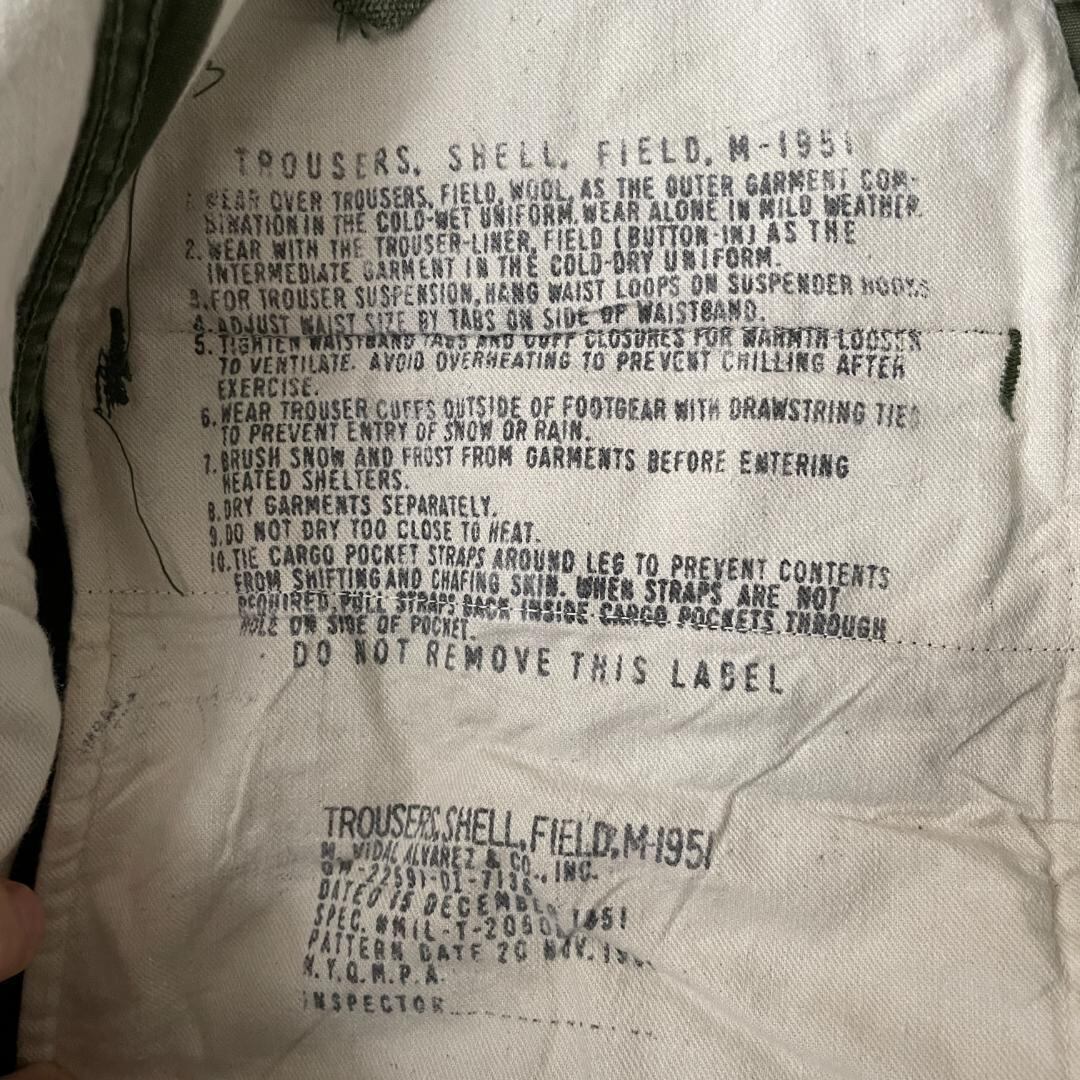 TROUSERS, SHELL, FIELD, M-1951
1. WEAR OVER TROUSERS, FIELD, WOOL, AS THE OUTER GARMENT COM-
BINATION IN THE COLD-WET UNIFORM. WEAR ALONE IN MILD WEATHER.
2. WEAR WITH THE TROUSER-LINER, FIELD (BUTTON-IN) AS THE
INTERMEDIATE GARMENT IN THE COLD-DRY UNIFORM.
3. FOR TROUSER SUSPENSION, HANG WAIST LOOPS ON SUSPENDER HOOKS
4. ADJUST WAIST SIZE BY TABS ON SIDE OF WAISTBAND.
5. TIGHTEN WAISTBAND TABS AND CUFF CLOSURES FOR WARMTH LOOSEN
TO VENTILATE. AVOID OVERHEATING TO PREVENT CHILLING AFTER
EXERCISE.
6. WEAR TROUSER CUFFS OUTSIDE OF FOOTGEAR WITH DRAWSTRING TIED
TO PREVENT ENTRY OF SNOW OR RAIN.
7. BRUSH SNOW AND FROST FROM GARMENTS BEFORE ENTERING
HEATED SHELTERS.
8. DRY GARMENTS SEPARATELY.
9. DO NOT DRY TOO CLOSE TO HEAT.
10. TIE CARGO POCKET STRAPS AROUND LEG TO PREVENT CONTENTS
FROM SHIFTING AND CHAFING SKIN. WHEN STRAPS ARE NOT
REQUIRED, PULL STRAPS BACK INSIDE CARGO POCKETS THROUGH
HOLE ON SIDE OF POCKET.
DO NOT REMOVE THIS LABEL
TROUSERS, SHELL, FIELD, M-1951
M. VIDAL ALVAREZ & CO., INC.
DATED 15 DECEMBER 1951
SPEC.
PATTERN DATE 20 NOV.
N.Y.Q.M.P.A.
INSPECTOR